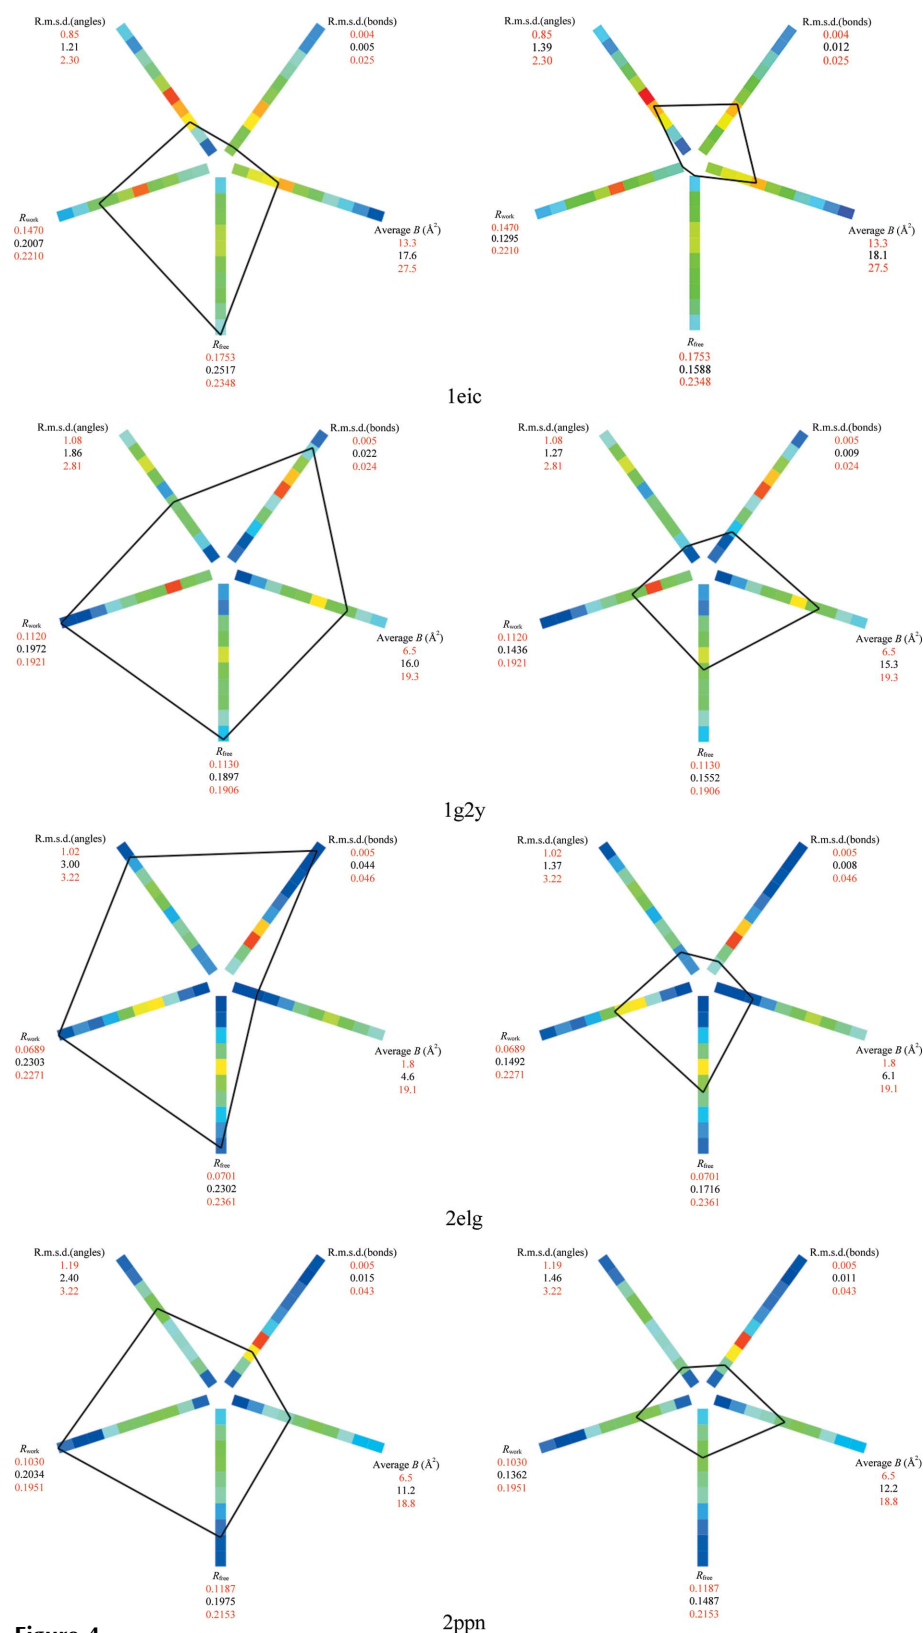 R.m.s.d.(angles)
0.85
1.21
2.30
R.m.s.d.(bonds)
0.004
0.005
0.025
Rwork
0.1470
0.2007
0.2210
Average B (Å2)
13.3
17.6
27.5
Rfree
0.1753
0.2517
0.2348
R.m.s.d.(angles)
0.85
1.39
2.30
R.m.s.d.(bonds)
0.004
0.012
0.025
Rwork
0.1470
0.1295
0.2210
Average B (Å2)
13.3
18.1
27.5
Rfree
0.1753
0.1588
0.2348
1eic
R.m.s.d.(angles)
1.08
1.86
2.81
R.m.s.d.(bonds)
0.005
0.022
0.024
Rwork
0.1120
0.1972
0.1921
Average B (Å2)
6.5
16.0
19.3
Rfree
0.1130
0.1897
0.1906
R.m.s.d.(angles)
1.08
1.27
2.81
R.m.s.d.(bonds)
0.005
0.009
0.024
Rwork
0.1120
0.1436
0.1921
Average B (Å2)
6.5
15.3
19.3
Rfree
0.1130
0.1552
0.1906
1g2y
R.m.s.d.(angles)
1.02
3.00
3.22
R.m.s.d.(bonds)
0.005
0.044
0.046
Rwork
0.0689
0.2303
0.2271
Average B (Å2)
1.8
4.6
19.1
Rfree
0.0701
0.2302
0.2361
R.m.s.d.(angles)
1.02
1.37
3.22
R.m.s.d.(bonds)
0.005
0.008
0.046
Rwork
0.0689
0.1492
0.2271
Average B (Å2)
1.8
6.1
19.1
Rfree
0.0701
0.1716
0.2361
2elg
R.m.s.d.(angles)
1.19
2.40
3.22
R.m.s.d.(bonds)
0.005
0.015
0.043
Rwork
0.1030
0.2034
0.1951
Average B (Å2)
6.5
11.2
18.8
Rfree
0.1187
0.1975
0.2153
R.m.s.d.(angles)
1.19
1.46
3.22
R.m.s.d.(bonds)
0.005
0.011
0.043
Rwork
0.1030
0.1362
0.1951
Average B (Å2)
6.5
12.2
18.8
Rfree
0.1187
0.1487
0.2153
2ppn
Figure 4